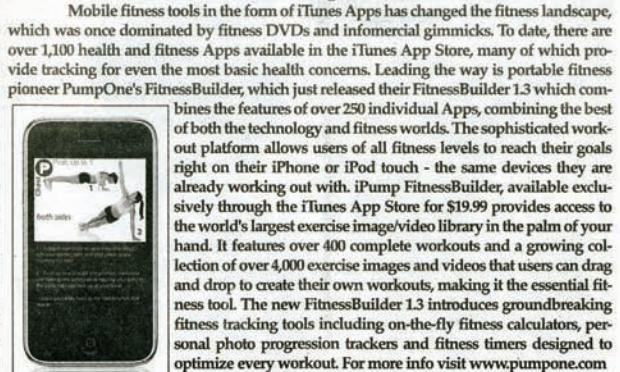 Mobile fitness tools in the form of iTunes Apps has changed the fitness landscape,
which was once dominated by fitness DVDs and infomercial gimmicks. To date, there are
over 1,100 health and fitness Apps available in the iTunes App Store, many of which pro-
vide tracking for even the most basic health concerns. Leading the way is portable fitness
pioneer PumpOne's FitnessBuilder, which just released their FitnessBuilder 1.3 which com-
bines the features of over 250 individual Apps, combining the best
of both the technology and fitness worlds. The sophisticated work-
out platform allows users of all fitness levels to reach their goals
right on their iPhone or iPod touch - the same devices they are
already working out with. iPump FitnessBuilder, available exclu-
sively through the iTunes App Store for $19.99 provides access to
the world's largest exercise image/video library in the palm of your
hand. It features over 400 complete workouts and a growing col-
lection of over 4,000 exercise images and videos that users can drag
and drop to create their own workouts, making it the essential fit-
ness tool. The new FitnessBuilder 1.3 introduces groundbreaking
fitness tracking tools including on-the-fly fitness calculators, per-
sonal photo progression trackers and fitness timers designed to
optimize every workout. For more info visit www.pumpone.com
P
1
Both sides
2